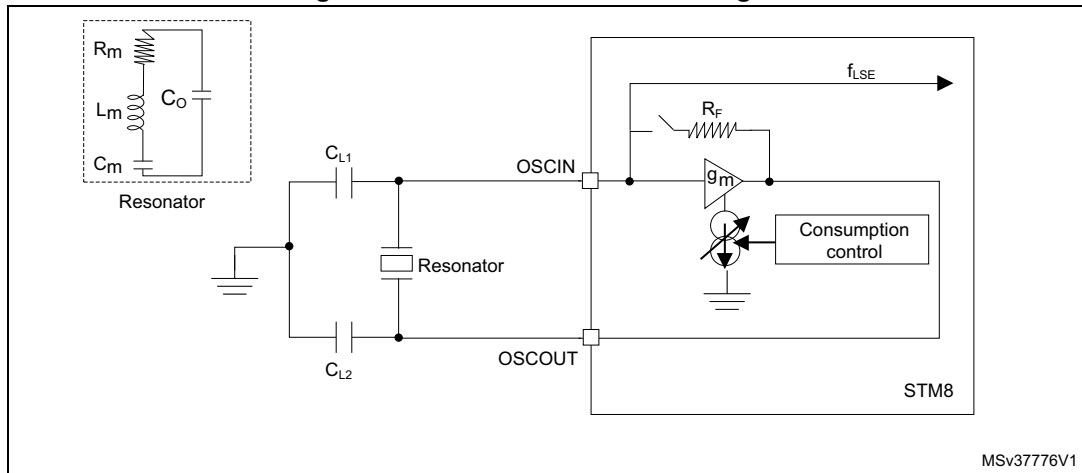 Rm
Lm
CO
Cm
Resonator
CL1
Resonator
CL2
OSCIN
OSCOUT
fLSE
RF
gm
Consumption
control
STM8
MSv37776V1